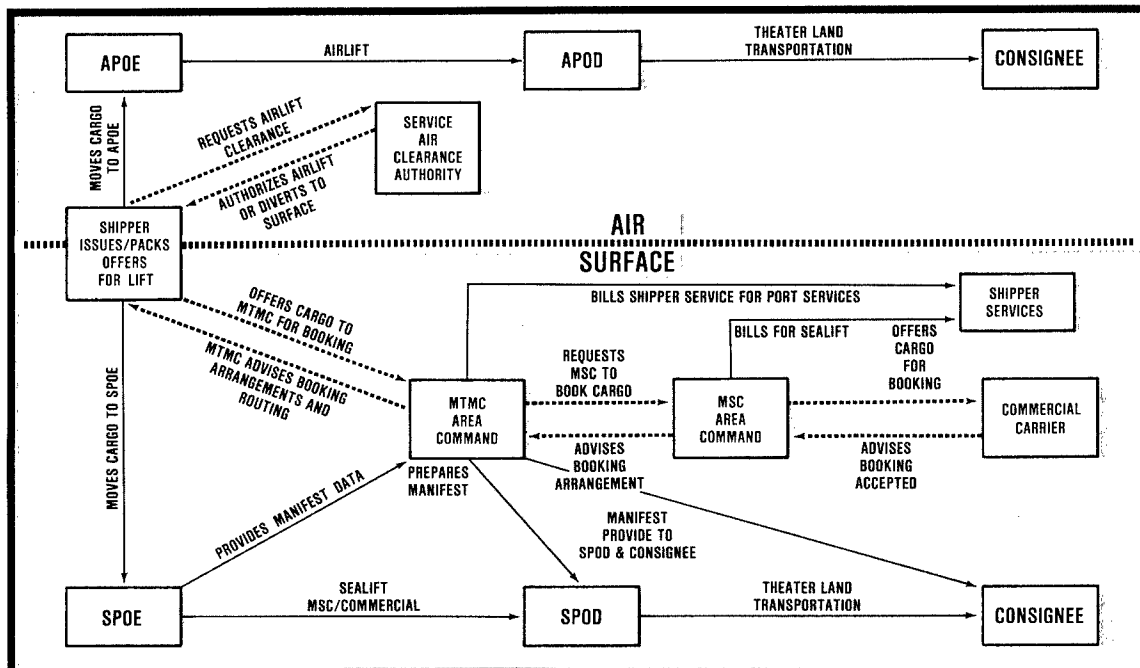 APOE
AIRLIFT
APOD
THEATER LAND
TRANSPORTATION
CONSIGNEE
MOVES CARGO
TO APOE
REQUESTS AIRLIFT
CLEARANCE
SERVICE
AIR
CLEARANCE
AUTHORITY
AUTHORIZES AIRLIFT
OR DIVERTS TO
SURFACE
SHIPPER
ISSUES/PACKS
OFFERS
FOR LIFT
AIR
SURFACE
OFFERS CARGO TO
MTMC FOR BOOKING
MTMC ADVISES BOOKING
ARRANGEMENTS AND
ROUTING
BILLS SHIPPER SERVICE FOR PORT SERVICES
SHIPPER
SERVICES
BILLS FOR SEALIFT
OFFERS
CARGO
FOR
BOOKING
REQUESTS
MSC TO
BOOK CARGO
MTMC
AREA
COMMAND
MSC
AREA
COMMAND
COMMERCIAL
CARRIER
PREPARES
MANIFEST
ADVISES
BOOKING
ARRANGEMENT
ADVISES
BOOKING
ACCEPTED
MOVES CARGO TO SPOE
PROVIDES MANIFEST DATA
MANIFEST
PROVIDE TO
SPOD & CONSIGNEE
SPOE
SEALIFT
MSC/COMMERCIAL
SPOD
THEATER LAND
TRANSPORTATION
CONSIGNEE